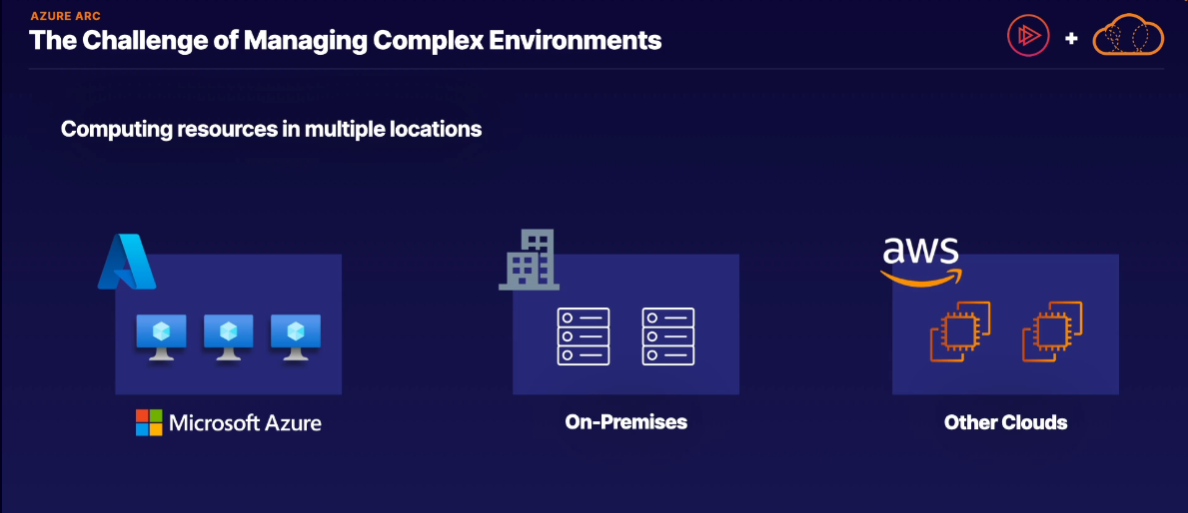 AZURE ARC
The Challenge of Managing Complex Environments
+
Computing resources in multiple locations
aws
Microsoft Azure
On-Premises
Other Clouds